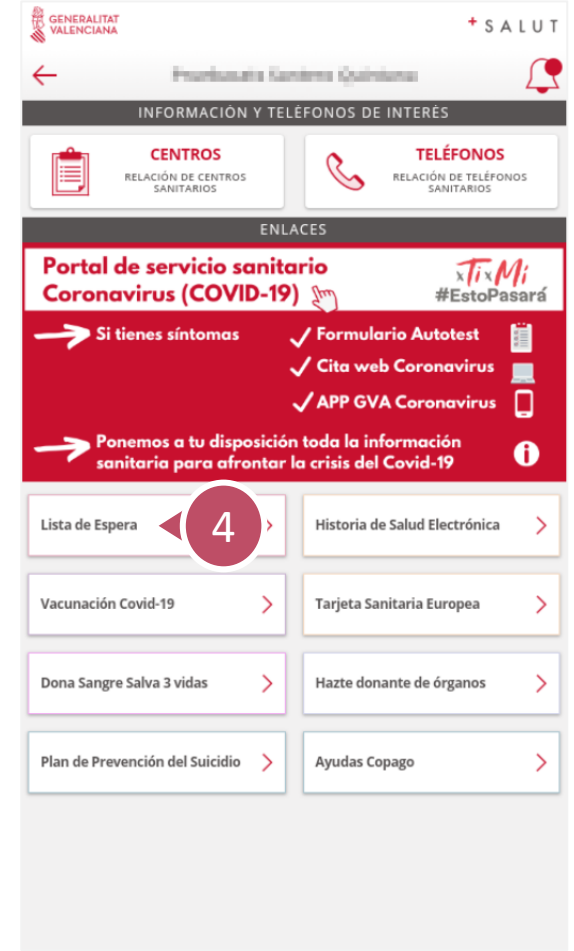 GENERALITAT
VALENCIANA
+ S A L U T
INFORMACIÓN Y TELÉFONOS DE INTERÉS
CENTROS
RELACIÓN DE CENTROS
SANITARIOS
TELÉFONOS
RELACIÓN DE TELÉFONOS
SANITARIOS
ENLACES
Portal de servicio sanitario
Coronavirus (COVID-19)
xTixMi
#EstoPasará
Si tienes síntomas
Formulario Autotest
Cita web Coronavirus
APP GVA Coronavirus
Ponemos a tu disposición toda la información
sanitaria para afrontar la crisis del Covid-19
Lista de Espera
4
Historia de Salud Electrónica
Vacunación Covid-19
Tarjeta Sanitaria Europea
Dona Sangre Salva 3 vidas
Hazte donante de órganos
Plan de Prevención del Suicidio
Ayudas Copago